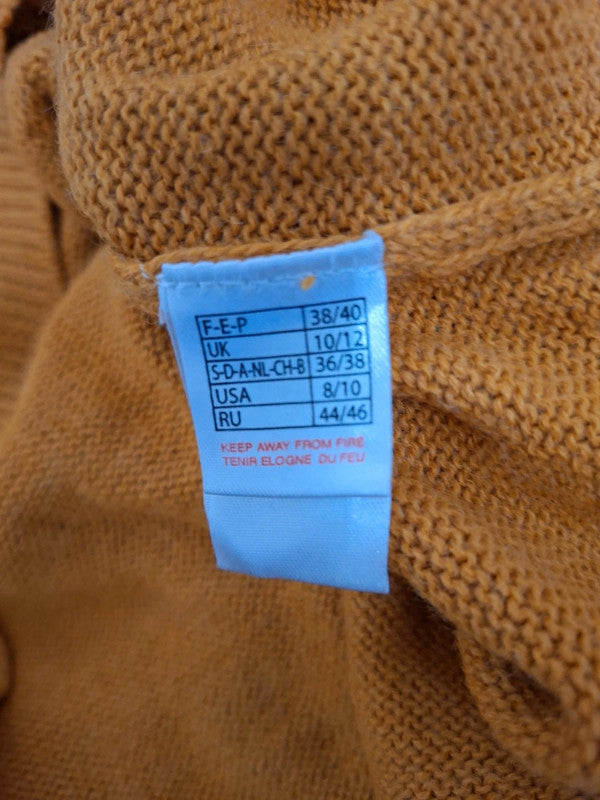 F-E-P 38/40
UK 10/12
S-D-A-NL-CH-B 36/38
USA 8/10
RU 44/46
KEEP AWAY FROM FIRE
TENIR ELOGNE DU FEU